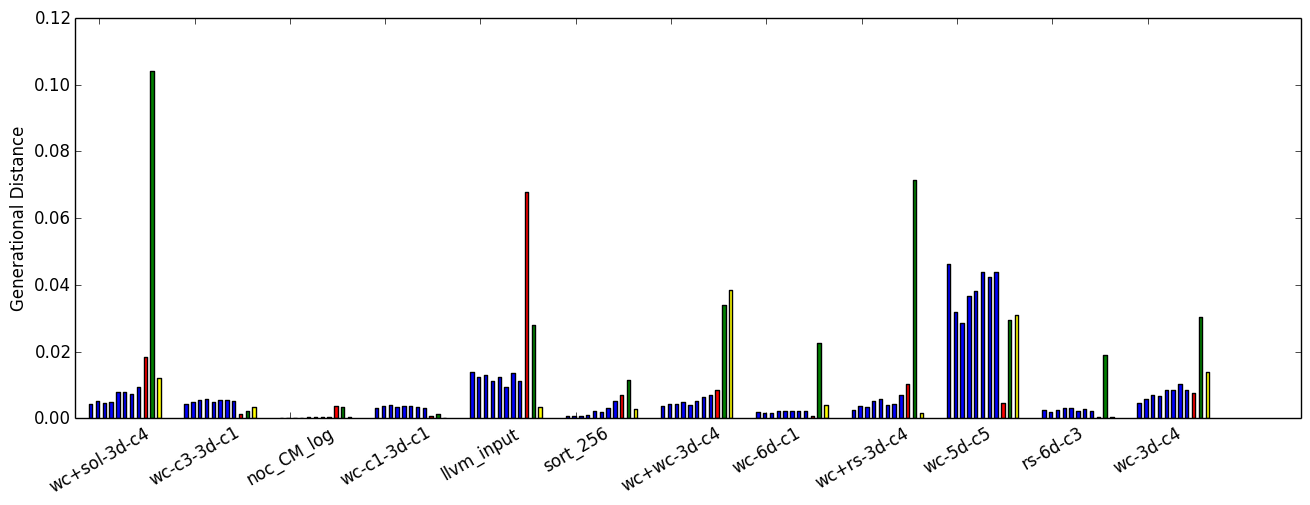 0.12
0.10
0.08
0.06
0.04
0.02
0.00
Generational Distance
wc+sol-3d-c4
wc-c3-3d-c1
noc_CM_log
wc-c1-3d-c1
llvm_input
sort_256
wc+wc-3d-c4
wc-6d-c1
wc+rs-3d-c4
wc-5d-c5
rs-6d-c3
wc-3d-c4